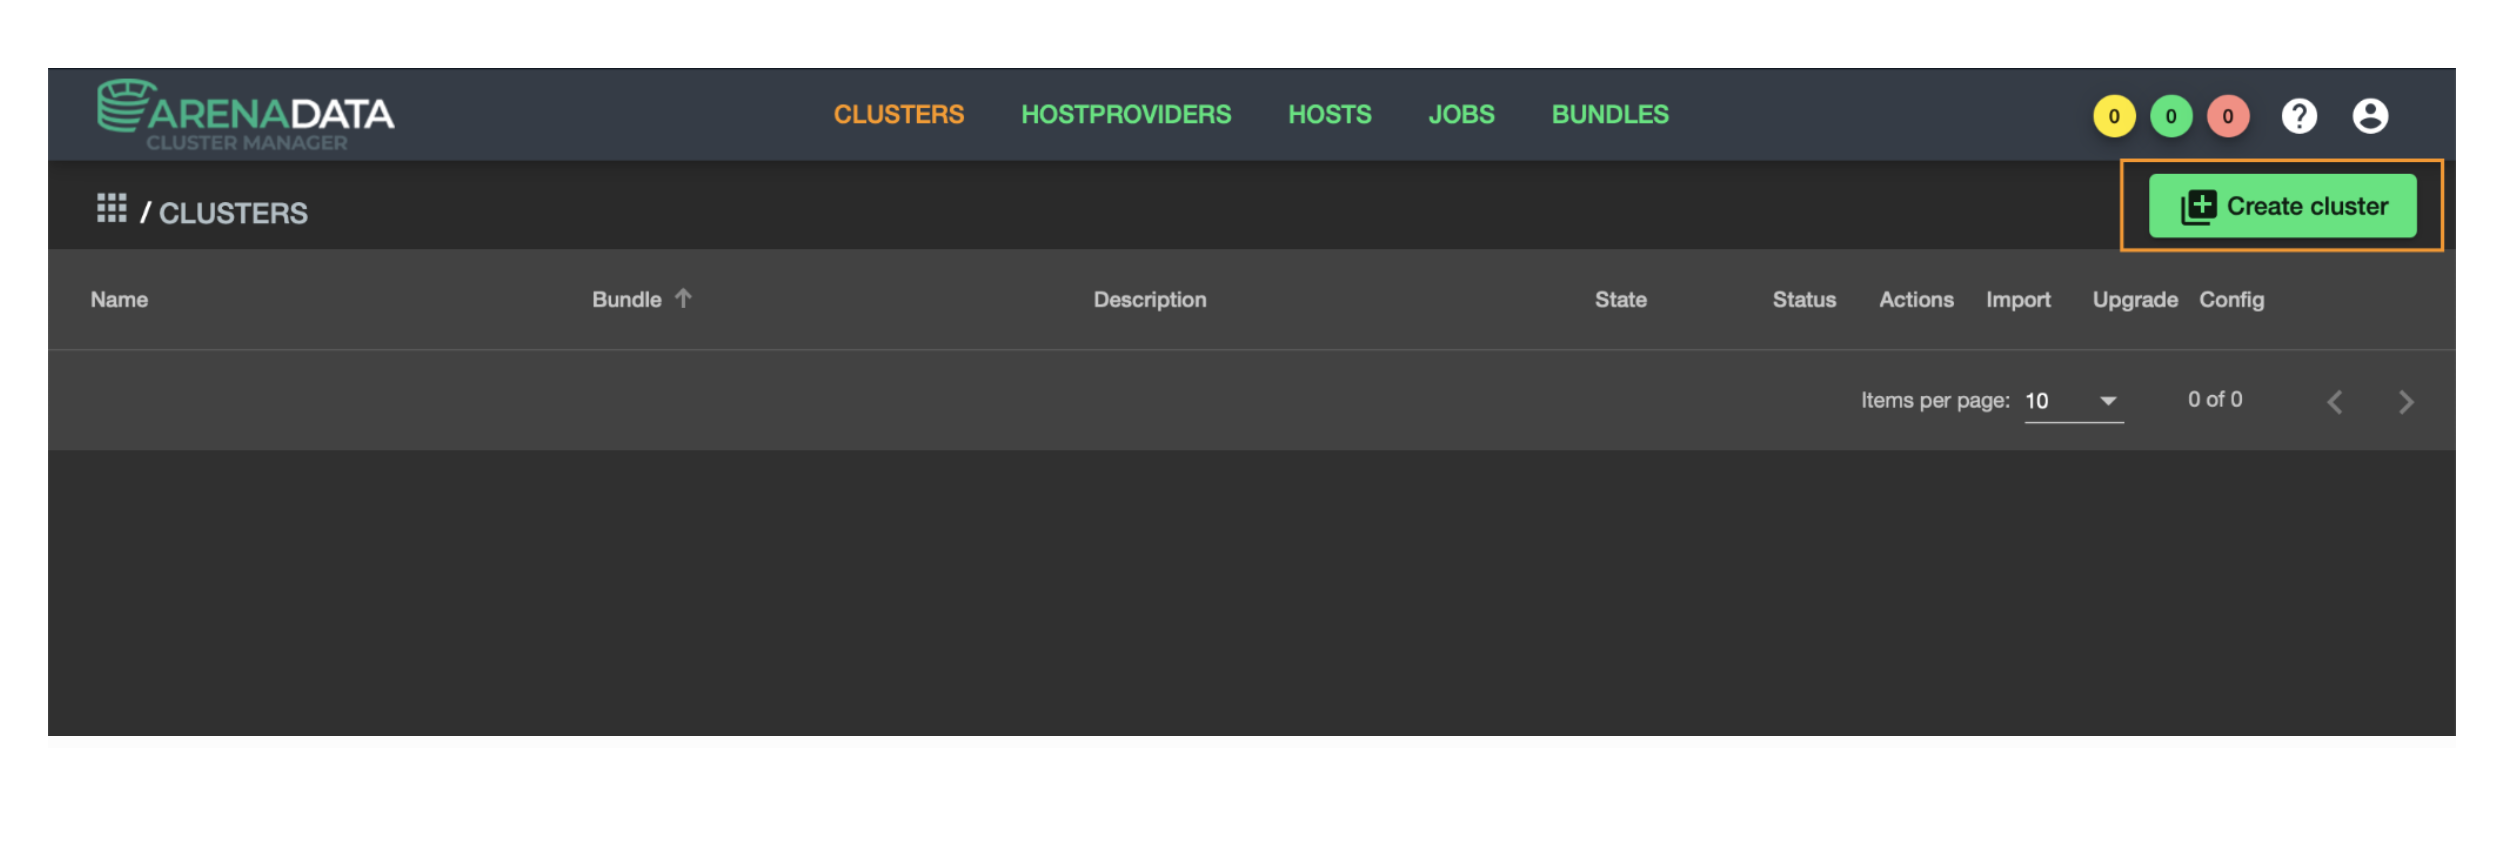 ARENADATA
CLUSTER MANAGER
CLUSTERS HOSTPROVIDERS HOSTS JOBS BUNDLES
0 0 0 ?
/ CLUSTERS
Create cluster
Name Bundle Description State Status Actions Import Upgrade Config
Items per page: 10 0 of 0